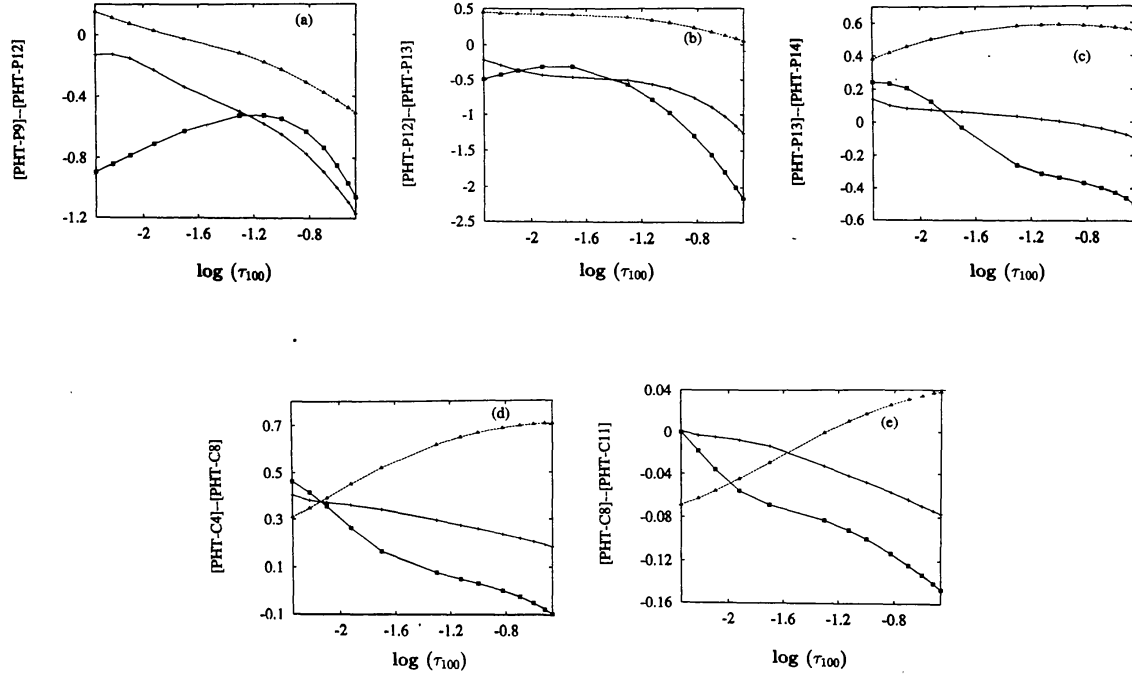 [PHT-P9]--[PHT-P12]
0
-0.4
-0.8
-1.2
(a)
-2 -1.6 -1.2 -0.8
log (τ100)
[PHT-P12]--[PHT-P13]
0.5
0
-0.5
-1
-1.5
-2
-2.5
(b)
-2 -1.6 -1.2 -0.8
log (τ100)
[PHT-P13]--[PHT-P14]
0.6
0.4
0.2
0
-0.2
-0.4
-0.6
(c)
-2 -1.6 -1.2 -0.8
log (τ100)
[PHT-C4]--[PHT-C8]
0.7
0.5
0.3
0.1
-0.1
(d)
-2 -1.6 -1.2 -0.8
log (τ100)
[PHT-C8]--[PHT-C11]
0.04
0
-0.04
-0.08
-0.12
-0.16
(e)
-2 -1.6 -1.2 -0.8
log (τ100)